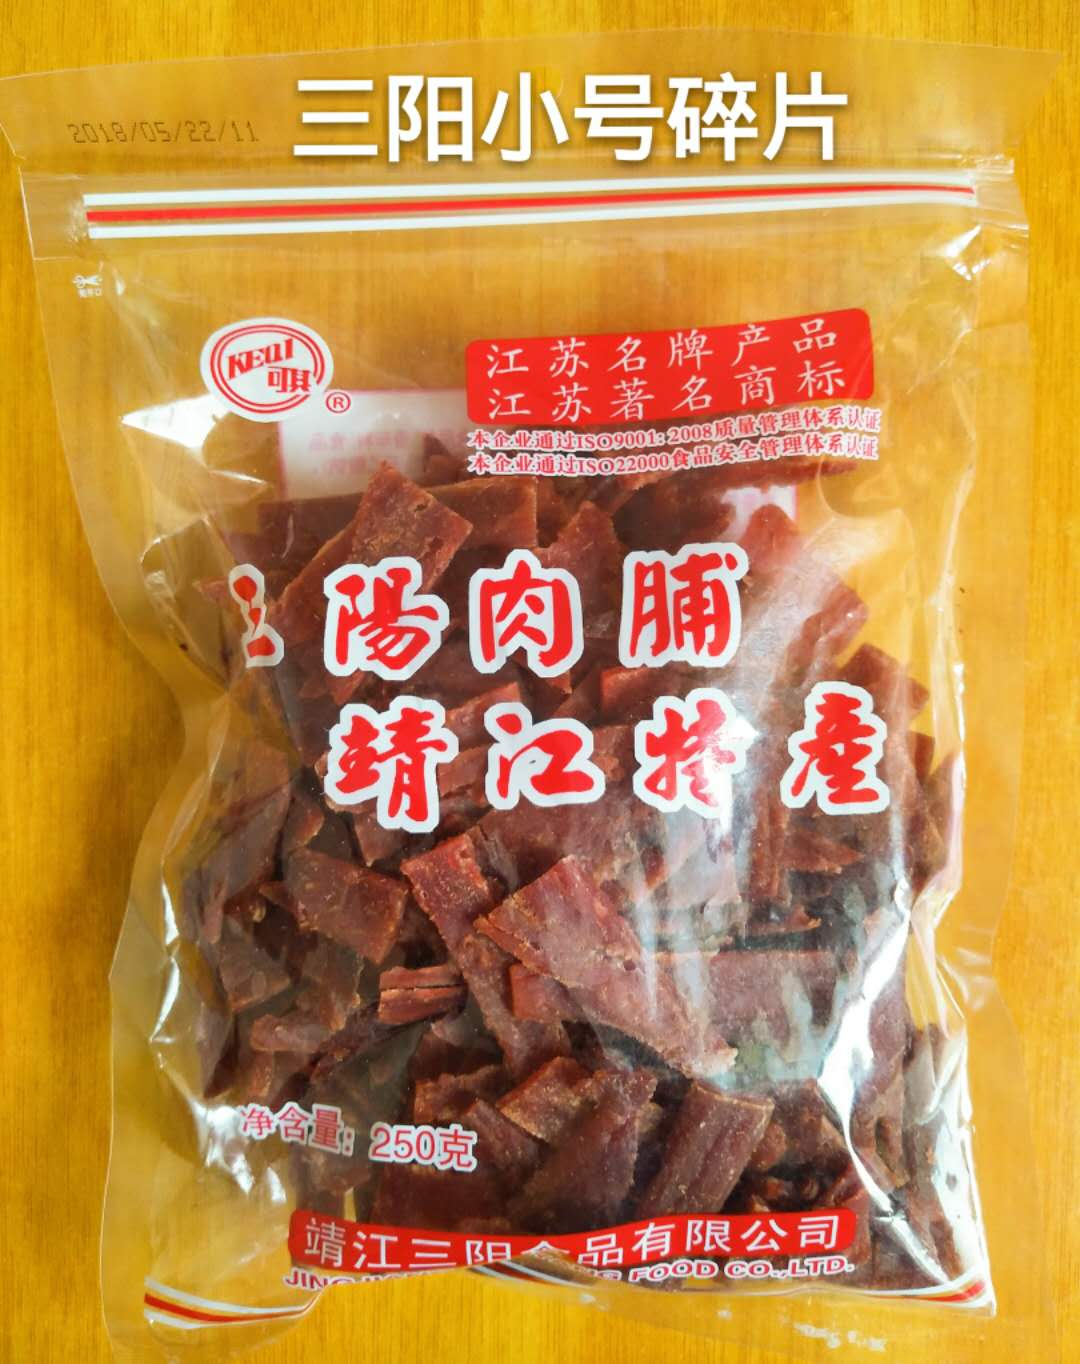 三阳小号碎片
2018/05/22/11
KEQI
可其
®
江苏名牌产品
江苏著名商标
本企业通过ISO9001:2008质量管理体系认证
本企业通过ISO22000食品安全管理体系认证
三陽肉脯
靖江特產
净含量:250克
靖江三阳食品有限公司
FOOD CO.,LTD.